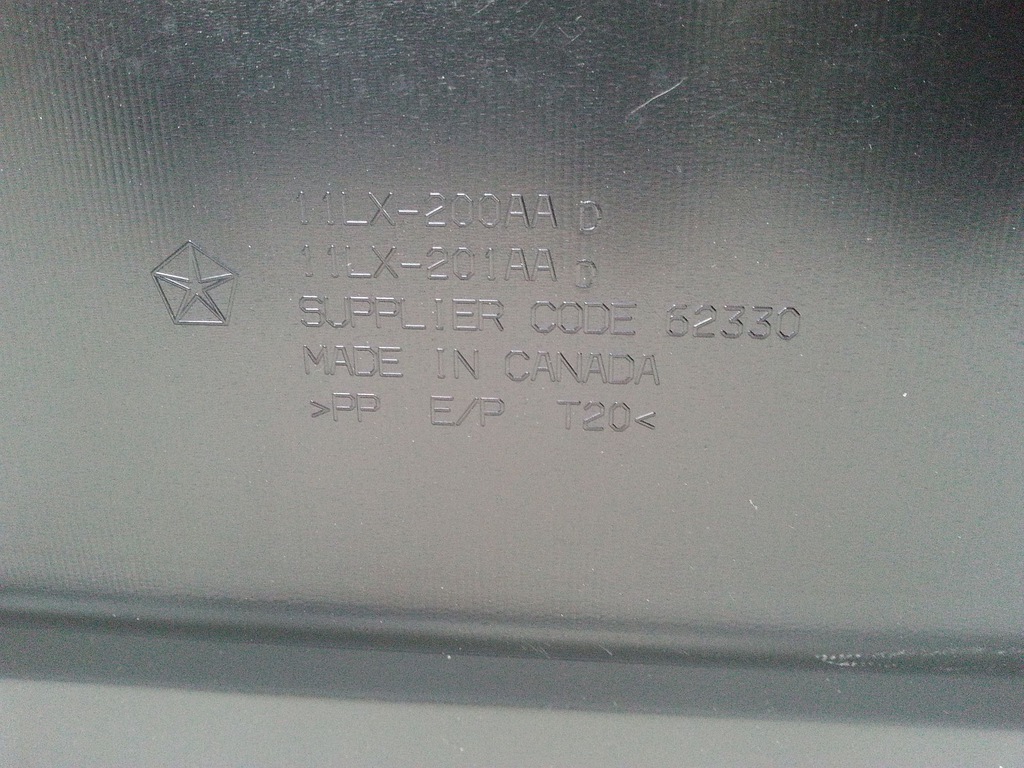 11LX-200AA D
11LX-201AA D
SUPPLIER CODE 62330
MADE IN CANADA
>PP E/P T20<